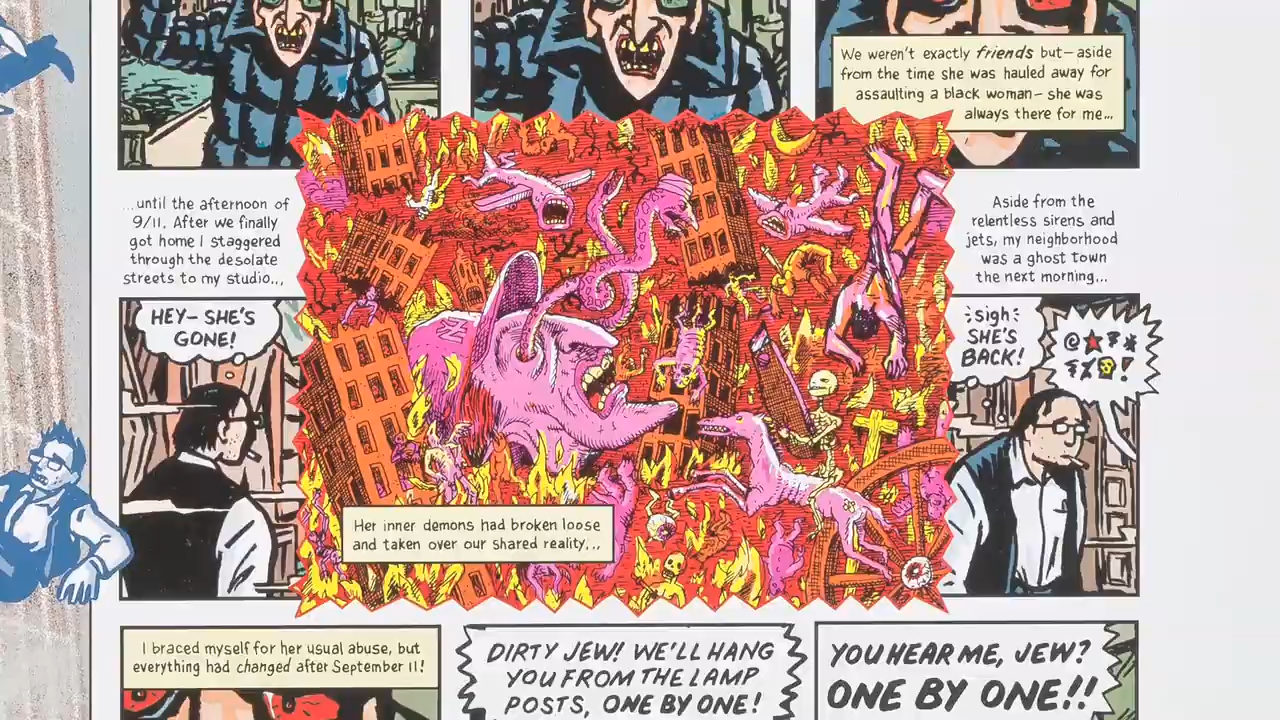 We weren't exactly friends but—aside
from the time she was hauled away for
assaulting a black woman—she was
always there for me...
...until the afternoon of
9/11. After we finally
got home I staggered
through the desolate
streets to my studio...
Aside from the
relentless sirens and
jets, my neighborhood
was a ghost town
the next morning...
HEY—SHE'S
GONE!
sigh
SHE'S
BACK!
@★*
!
Her inner demons had broken loose
and taken over our shared reality...
I braced myself for her usual abuse, but
everything had changed after September 11!
DIRTY JEW! WE'LL HANG
YOU FROM THE LAMP
POSTS, ONE BY ONE!
YOU HEAR ME, JEW?
ONE BY ONE!!